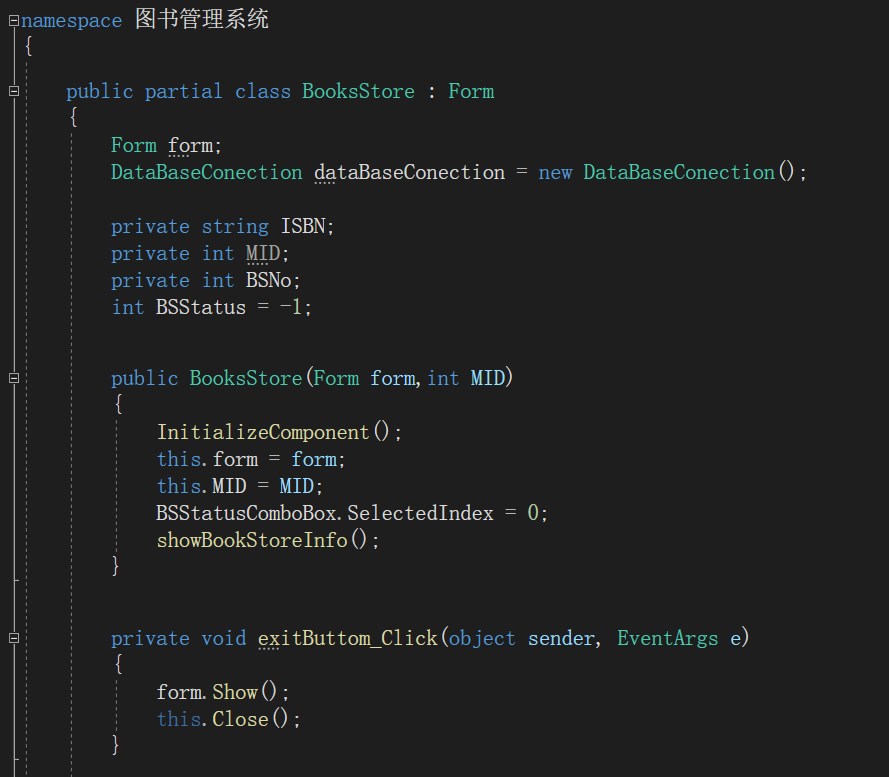 namespace 图书管理系统
{
public partial class BooksStore : Form
{
Form form;
DataBaseConection dataBaseConection = new DataBaseConection();
private string ISBN;
private int MID;
private int BSNo;
int BSStatus = -1;
public BooksStore(Form form,int MID)
{
InitializeComponent();
this.form = form;
this.MID = MID;
BSStatusComboBox.SelectedIndex = 0;
showBookStoreInfo();
}
private void exitButtom_Click(object sender, EventArgs e)
{
form.Show();
this.Close();
}